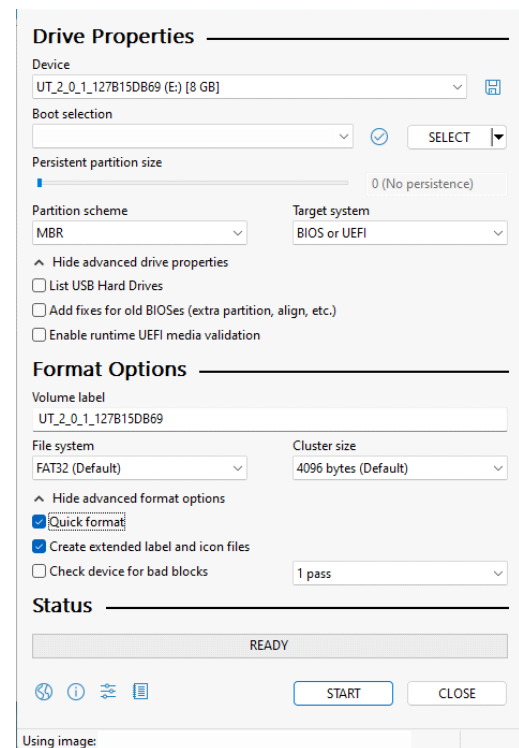 Drive Properties
Device
UT_2_0_1_127B15DB69 (E:) [8 GB]
Boot selection
SELECT
Persistent partition size
0 (No persistence)
Partition scheme Target system
MBR BIOS or UEFI
Hide advanced drive properties
List USB Hard Drives
Add fixes for old BIOSes (extra partition, align, etc.)
Enable runtime UEFI media validation
Format Options
Volume label
UT_2_0_1_127B15DB69
File system Cluster size
FAT32 (Default) 4096 bytes (Default)
Hide advanced format options
Quick format
Create extended label and icon files
Check device for bad blocks 1 pass
Status
READY
START CLOSE
Using image: